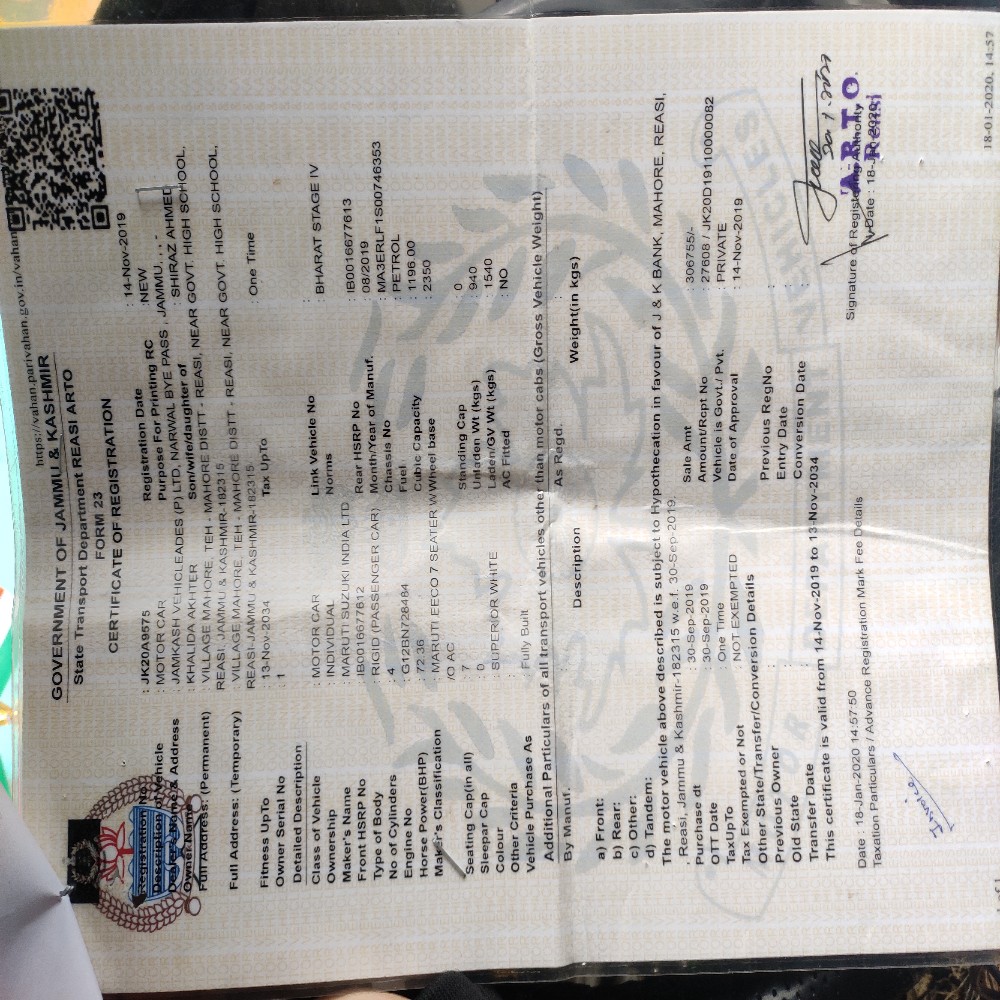 https://vahan.parivahan.gov.in/vahan
GOVERNMENT OF JAMMU & KASHMIR
State Transport Department REASI ARTO
FORM 23
CERTIFICATE OF REGISTRATION
Registration No : JK20A9575 Registration Date : 14-Nov-2019
Description of Vehicle : MOTOR CAR Purpose For Printing RC : NEW
Dealer's Name & Address : JAMKASH VEHICLEADES (P) LTD, NARWAL BYE PASS , JAMMU, , , -
Owner Name : KHALIDA AKHTER Son/wife/daughter of : SHIRAZ AHMED
Full Address: (Permanent) : VILLAGE MAHORE, TEH - MAHORE DISTT - REASI, NEAR GOVT. HIGH SCHOOL,
REASI, JAMMU & KASHMIR-182315
Full Address: (Temporary) : VILLAGE MAHORE, TEH - MAHORE DISTT - REASI, NEAR GOVT. HIGH SCHOOL,
REASI-JAMMU & KASHMIR-182315
Fitness UpTo : 13-Nov-2034 Tax UpTo : One Time
Owner Serial No : 1
Detailed Description
Class of Vehicle : MOTOR CAR Link Vehicle No :
Ownership : INDIVIDUAL Norms : BHARAT STAGE IV
Maker's Name : MARUTI SUZUKI INDIA LTD
Front HSRP No : IB0016677612 Rear HSRP No : IB0016677613
Type of Body : RIGID (PASSENGER CAR) Month/Year of Manuf. : 08/2019
No of Cylinders : 4 Chassis No : MA3ERLF1S00746353
Engine No : G12BN728484 Fuel : PETROL
Horse Power(BHP) : 72.36 Cubic Capacity : 1196.00
Maker's Classification : MARUTI EECO 7 SEATER W Wheel base : 2350
/O AC
Seating Cap(in all) : 7 Standing Cap : 0
Sleepar Cap : 0 Unladen Wt (kgs) : 940
Colour : SUPERIOR WHITE Laden/GV Wt (kgs) : 1540
Other Criteria : AC Fitted : NO
Vehicle Purchase As : Fully Built
Additional Particulars of all transport vehicles other than motor cabs (Gross Vehicle Weight)
By Manuf. : As Regd. :
Description Weight(in kgs)
a) Front: :
b) Rear: :
c) Other: :
d) Tandem: :
The motor vehicle above described is subject to Hypothecation in favour of J & K BANK, MAHORE, REASI,
Reasi, Jammu & Kashmir-182315 w.e.f. 30-Sep-2019.
Purchase dt : 30-Sep-2019 Sale Amt : 306755/-
OTT Date : 30-Sep-2019 Amount/Rcpt No : 27608 / JK20D19110000082
TaxUpTo : One Time Vehicle is Govt./ Pvt. : PRIVATE
Tax Exempted or Not : NOT EXEMPTED Date of Approval : 14-Nov-2019
Other State/Transfer/Conversion Details
Previous Owner : Previous RegNo :
Old State : Entry Date :
Transfer Date : Conversion Date :
This certificate is valid from 14-Nov-2019 to 13-Nov-2034
Signature of Registering Authority
Date : 18-Jan-2020
A.R.T.O.
Reasi
Date : 18-Jan-2020 14:57:50
Taxation Particulars / Advance Registration Mark Fee Details
Invoice
18-01-2020, 14:57